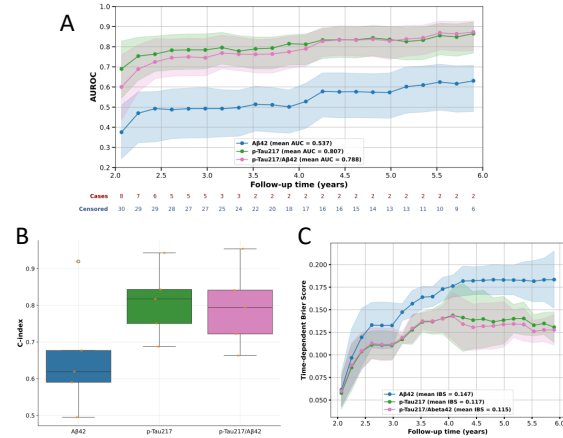 A
AUROC
1.0
0.9
0.8
0.7
0.6
0.5
0.4
0.3
0.2
Aβ42 (mean AUC = 0.537)
p-Tau217 (mean AUC = 0.807)
p-Tau217/Aβ42 (mean AUC = 0.788)
2.0 2.5 3.0 3.5 4.0 4.5 5.0 5.5 6.0
Follow-up time (years)
Cases 8 7 6 5 5 5 3 3 2 2 2 2 2 2 2 2 2 2 2 2 2 2
Censored 30 29 29 28 27 27 25 24 22 20 18 17 16 16 15 14 13 13 11 10 9 6
B
C-index
0.9
0.8
0.7
0.6
0.5
Aβ42 p-Tau217 p-Tau217/Aβ42
C
Time-dependent Brier Score
0.200
0.175
0.150
0.125
0.100
0.075
0.050
Aβ42 (mean IBS = 0.147)
p-Tau217 (mean IBS = 0.117)
p-Tau217/Abeta42 (mean IBS = 0.115)
2.0 2.5 3.0 3.5 4.0 4.5 5.0 5.5 6.0
Follow-up time (years)